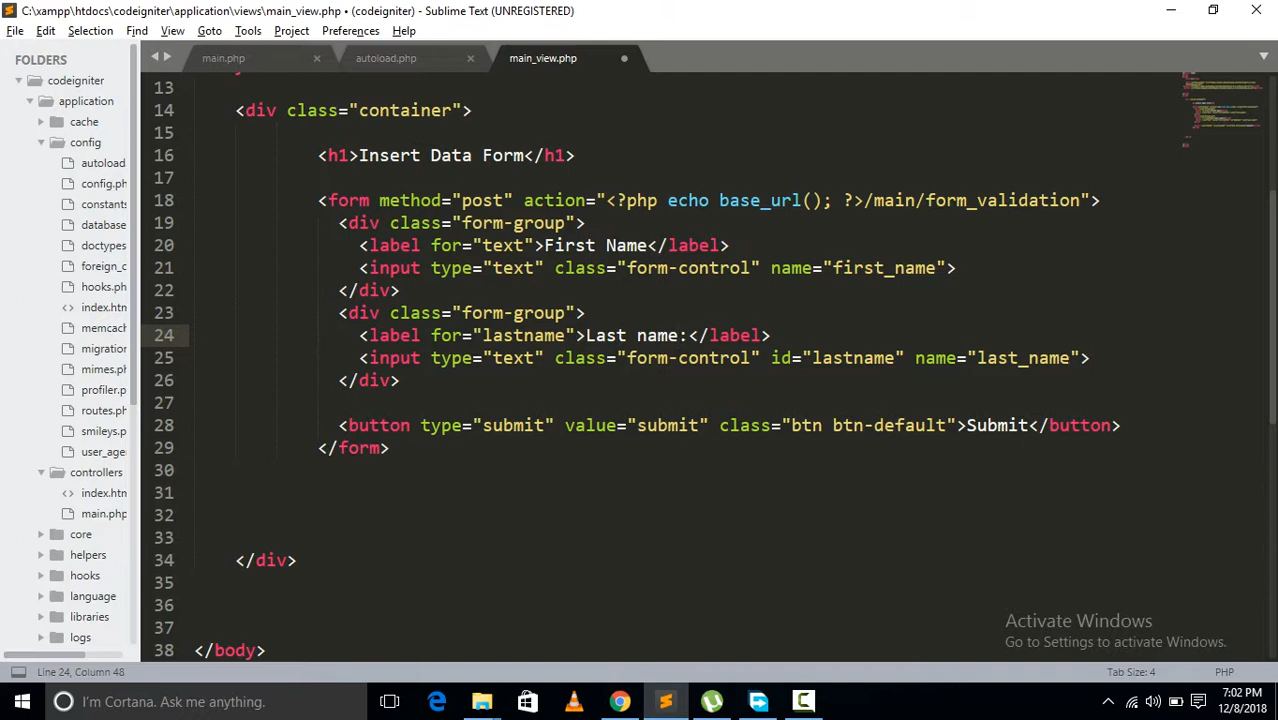 C:\xampp\htdocs\codeigniter\application\views\main_view.php • (codeigniter) - Sublime Text (UNREGISTERED)
File Edit Selection Find View Goto Tools Project Preferences Help
FOLDERS
codeigniter
application
cache
config
autoload
config.ph
constants
database
doctypes
foreign_c
hooks.ph
index.htn
memcach
migration
mimes.ph
profiler.p
routes.ph
smileys.p
user_age
controllers
index.htn
main.php
core
helpers
hooks
language
libraries
logs
main.php autoload.php main_view.php
13
14 <div class="container">
15
16 <h1>Insert Data Form</h1>
17
18 <form method="post" action="<?php echo base_url(); ?>/main/form_validation">
19 <div class="form-group">
20 <label for="text">First Name</label>
21 <input type="text" class="form-control" name="first_name">
22 </div>
23 <div class="form-group">
24 <label for="lastname">Last name:</label>
25 <input type="text" class="form-control" id="lastname" name="last_name">
26 </div>
27
28 <button type="submit" value="submit" class="btn btn-default">Submit</button>
29 </form>
30
31
32
33
34 </div>
35
36
37
38 </body>
Activate Windows
Go to Settings to activate Windows.
Line 24, Column 48 Tab Size: 4 PHP
I'm Cortana. Ask me anything.
7:02 PM
12/8/2018